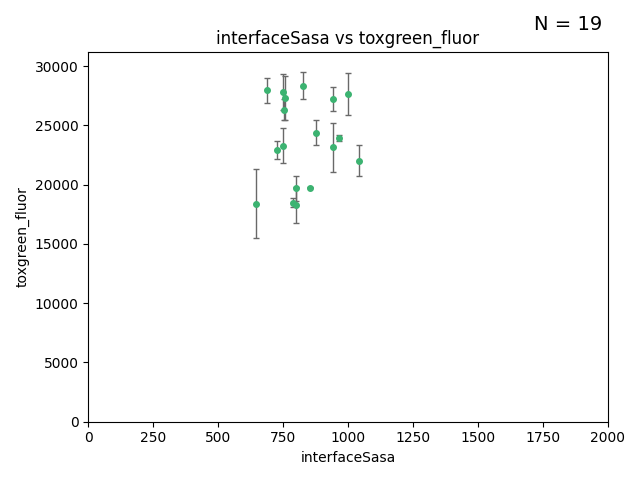 N = 19
interfaceSasa vs toxgreen_fluor
30000
25000
20000
15000
10000
5000
0
toxgreen_fluor
0 250 500 750 1000 1250 1500 1750 2000
interfaceSasa